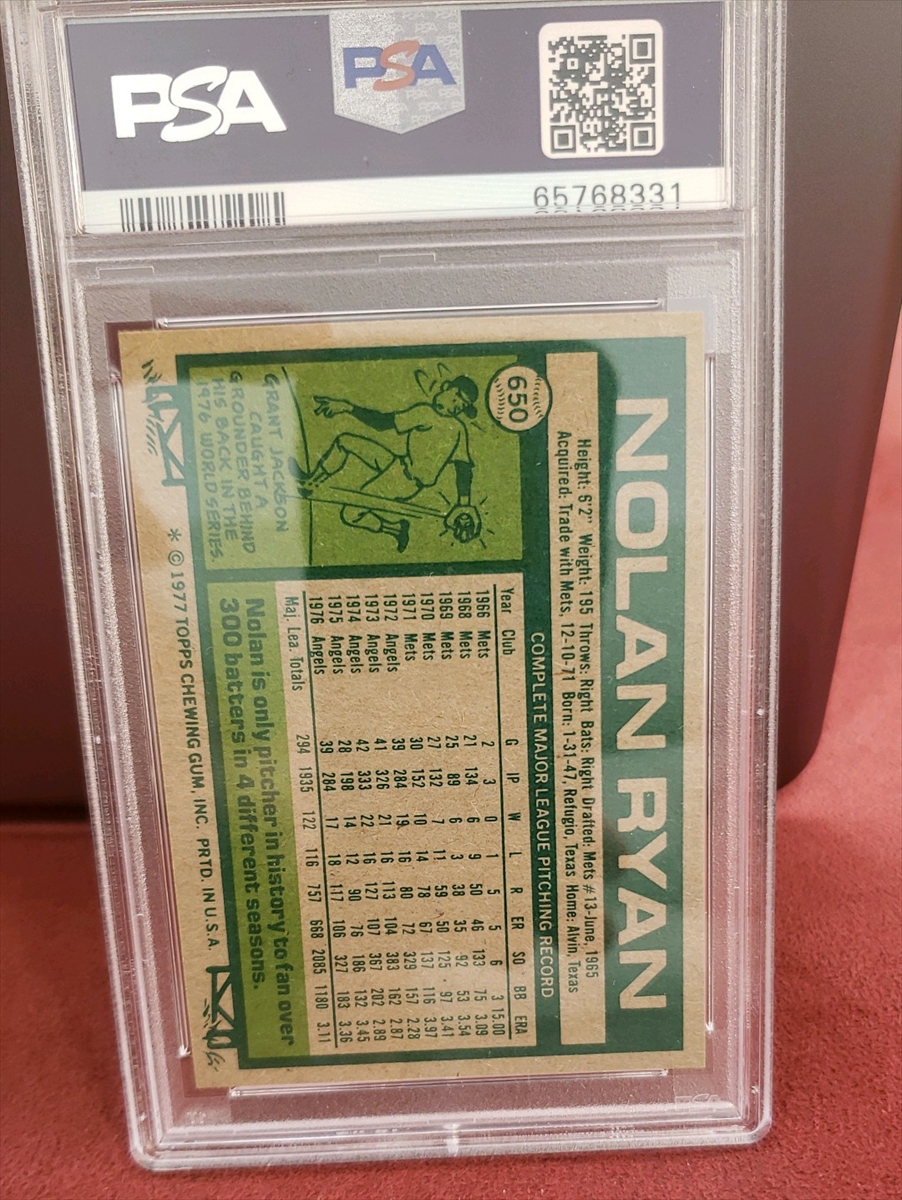 PSA
PSA
65768331
NOLAN RYAN
Height: 6'2" Weight: 195 Throws: Right Bats: Right Drafted: Mets #13-June, 1965
Acquired: Trade with Mets, 12-10-71 Born: 1-31-47, Refugio, Texas Home: Alvin, Texas
650
COMPLETE MAJOR LEAGUE PITCHING RECORD
Year Club G IP W L R ER SO BB ERA
1966 Mets 2 3 0 1 5 5 6 3 15.00
1968 Mets 21 134 6 9 50 46 133 75 3.09
1969 Mets 25 89 6 3 38 35 92 53 3.54
1970 Mets 27 132 7 11 59 50 125 97 3.41
1971 Mets 30 152 10 14 78 67 137 116 3.97
1972 Angels 39 284 19 16 80 72 329 157 2.28
1973 Angels 41 326 21 16 113 104 383 162 2.87
1974 Angels 42 333 22 16 127 107 367 202 2.89
1975 Angels 28 198 14 12 90 76 186 132 3.45
1976 Angels 39 284 17 18 117 106 327 183 3.36
Maj. Lea. Totals 294 1935 122 116 757 668 2085 1180 3.11
GRANT JACKSON
CAUGHT A
GROUNDER BEHIND
HIS BACK IN THE
1976 WORLD SERIES.
Nolan is only pitcher in history to fan over
300 batters in 4 different seasons.
* © 1977 TOPPS CHEWING GUM, INC. PRTD. IN U.S.A.